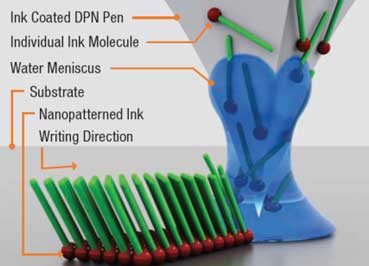 Ink Coated DPN Pen
Individual Ink Molecule
Water Meniscus
Substrate
Nanopatterned Ink
Writing Direction